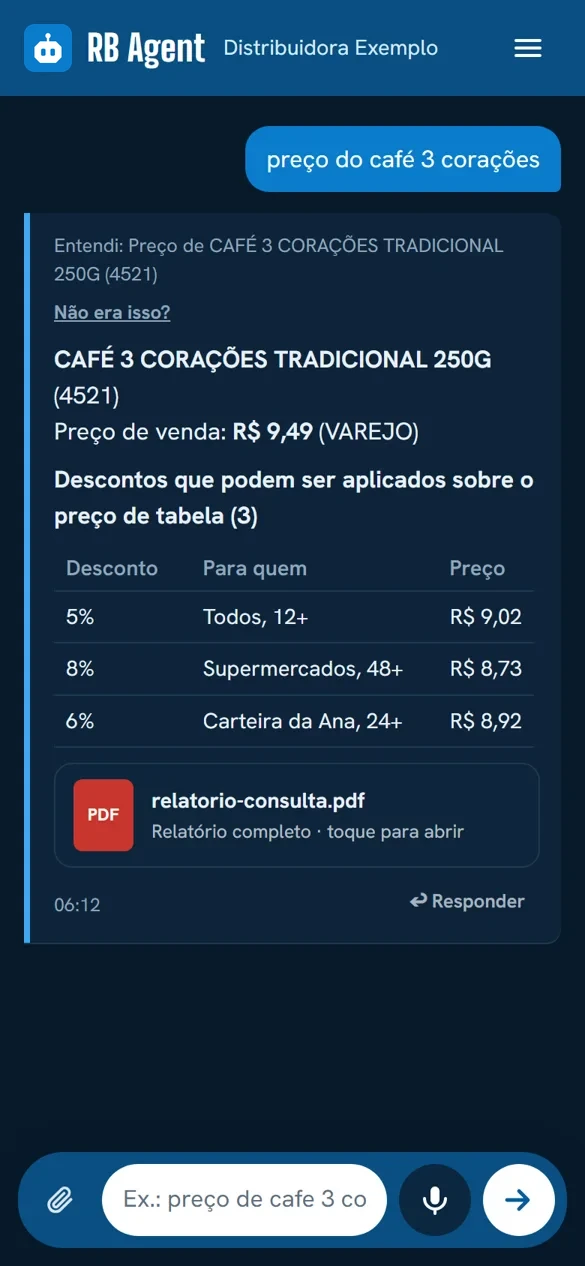 RB Agent Distribuidora Exemplo
preço do café 3 corações
Entendi: Preço de CAFÉ 3 CORAÇÕES TRADICIONAL
250G (4521)
Não era isso?
CAFÉ 3 CORAÇÕES TRADICIONAL 250G
(4521)
Preço de venda: R$ 9,49 (VAREJO)
Descontos que podem ser aplicados sobre o
preço de tabela (3)
Desconto Para quem Preço
5% Todos, 12+ R$ 9,02
8% Supermercados, 48+ R$ 8,73
6% Carteira da Ana, 24+ R$ 8,92
PDF relatorio-consulta.pdf
Relatório completo · toque para abrir
06:12 Responder
Ex.: preço de cafe 3 co